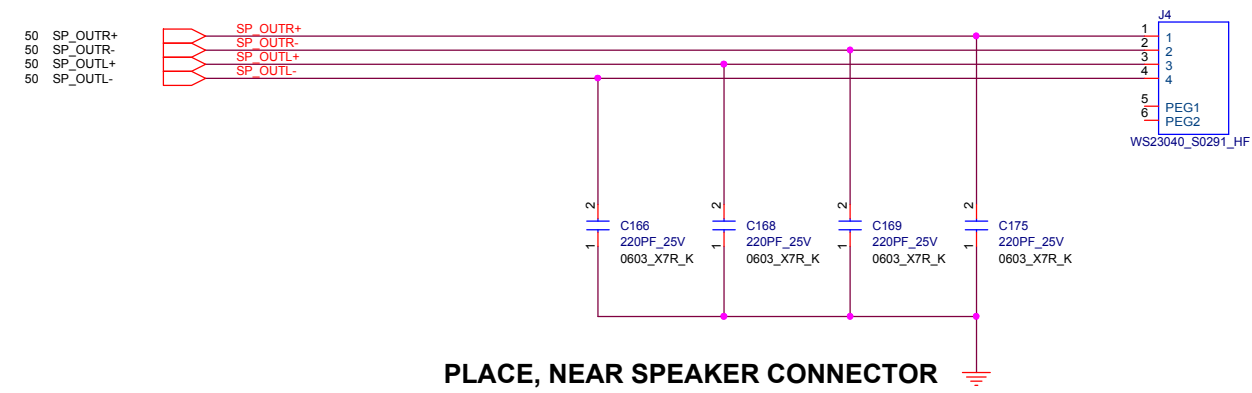 J4
50 SP_OUTR+ SP_OUTR+ 1 1
50 SP_OUTR- SP_OUTR- 2 2
50 SP_OUTL+ SP_OUTL+ 3 3
50 SP_OUTL- SP_OUTL- 4 4
5 PEG1
6 PEG2
WS23040_S0291_HF
2 2 2 2
C166 C168 C169 C175
220PF_25V 220PF_25V 220PF_25V 220PF_25V
1 1 1 1
0603_X7R_K 0603_X7R_K 0603_X7R_K 0603_X7R_K
PLACE, NEAR SPEAKER CONNECTOR